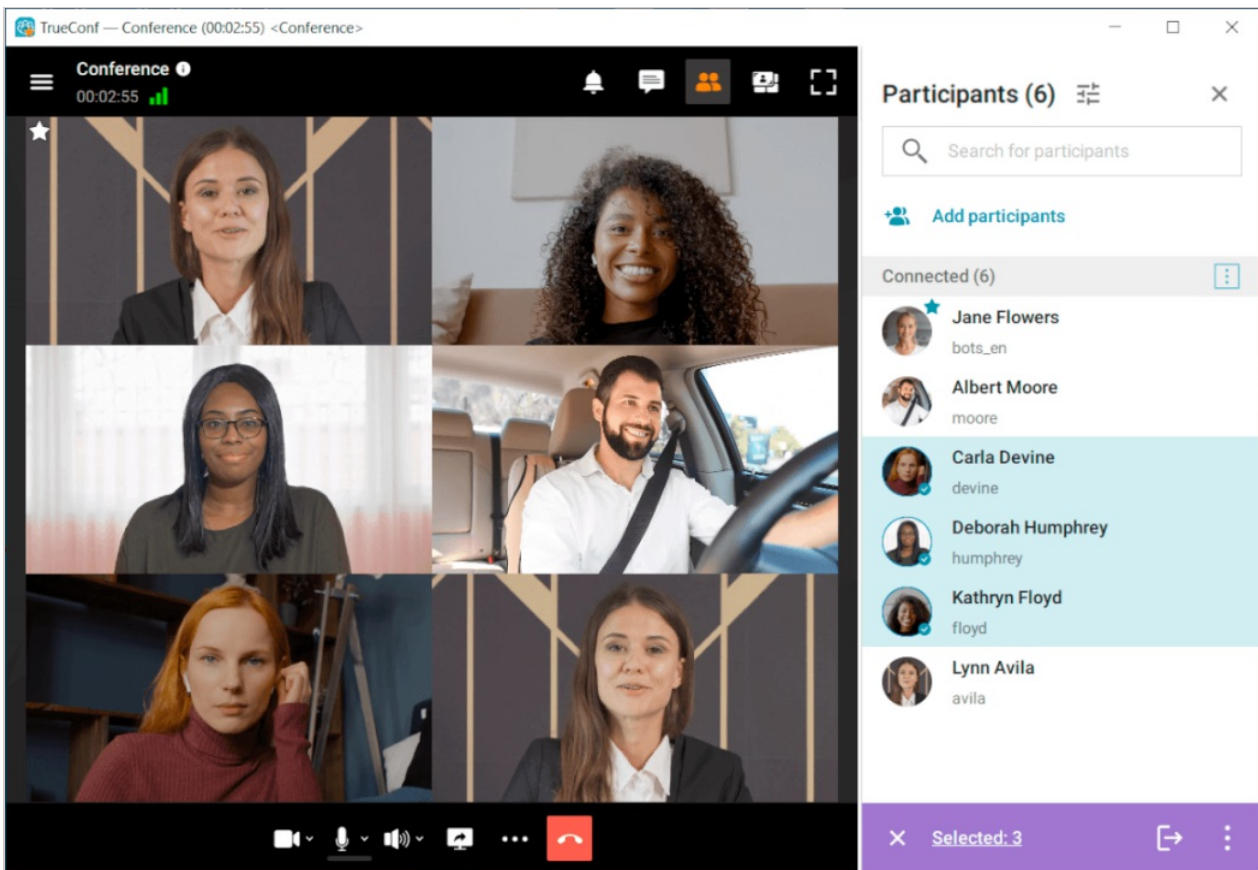 TrueConf — Conference (00:02:55) <Conference>
Conference
00:02:55
Participants (6)
Search for participants
Add participants
Connected (6)
Jane Flowers
bots_en
Albert Moore
moore
Carla Devine
devine
Deborah Humphrey
humphrey
Kathryn Floyd
floyd
Lynn Avila
avila
Selected: 3